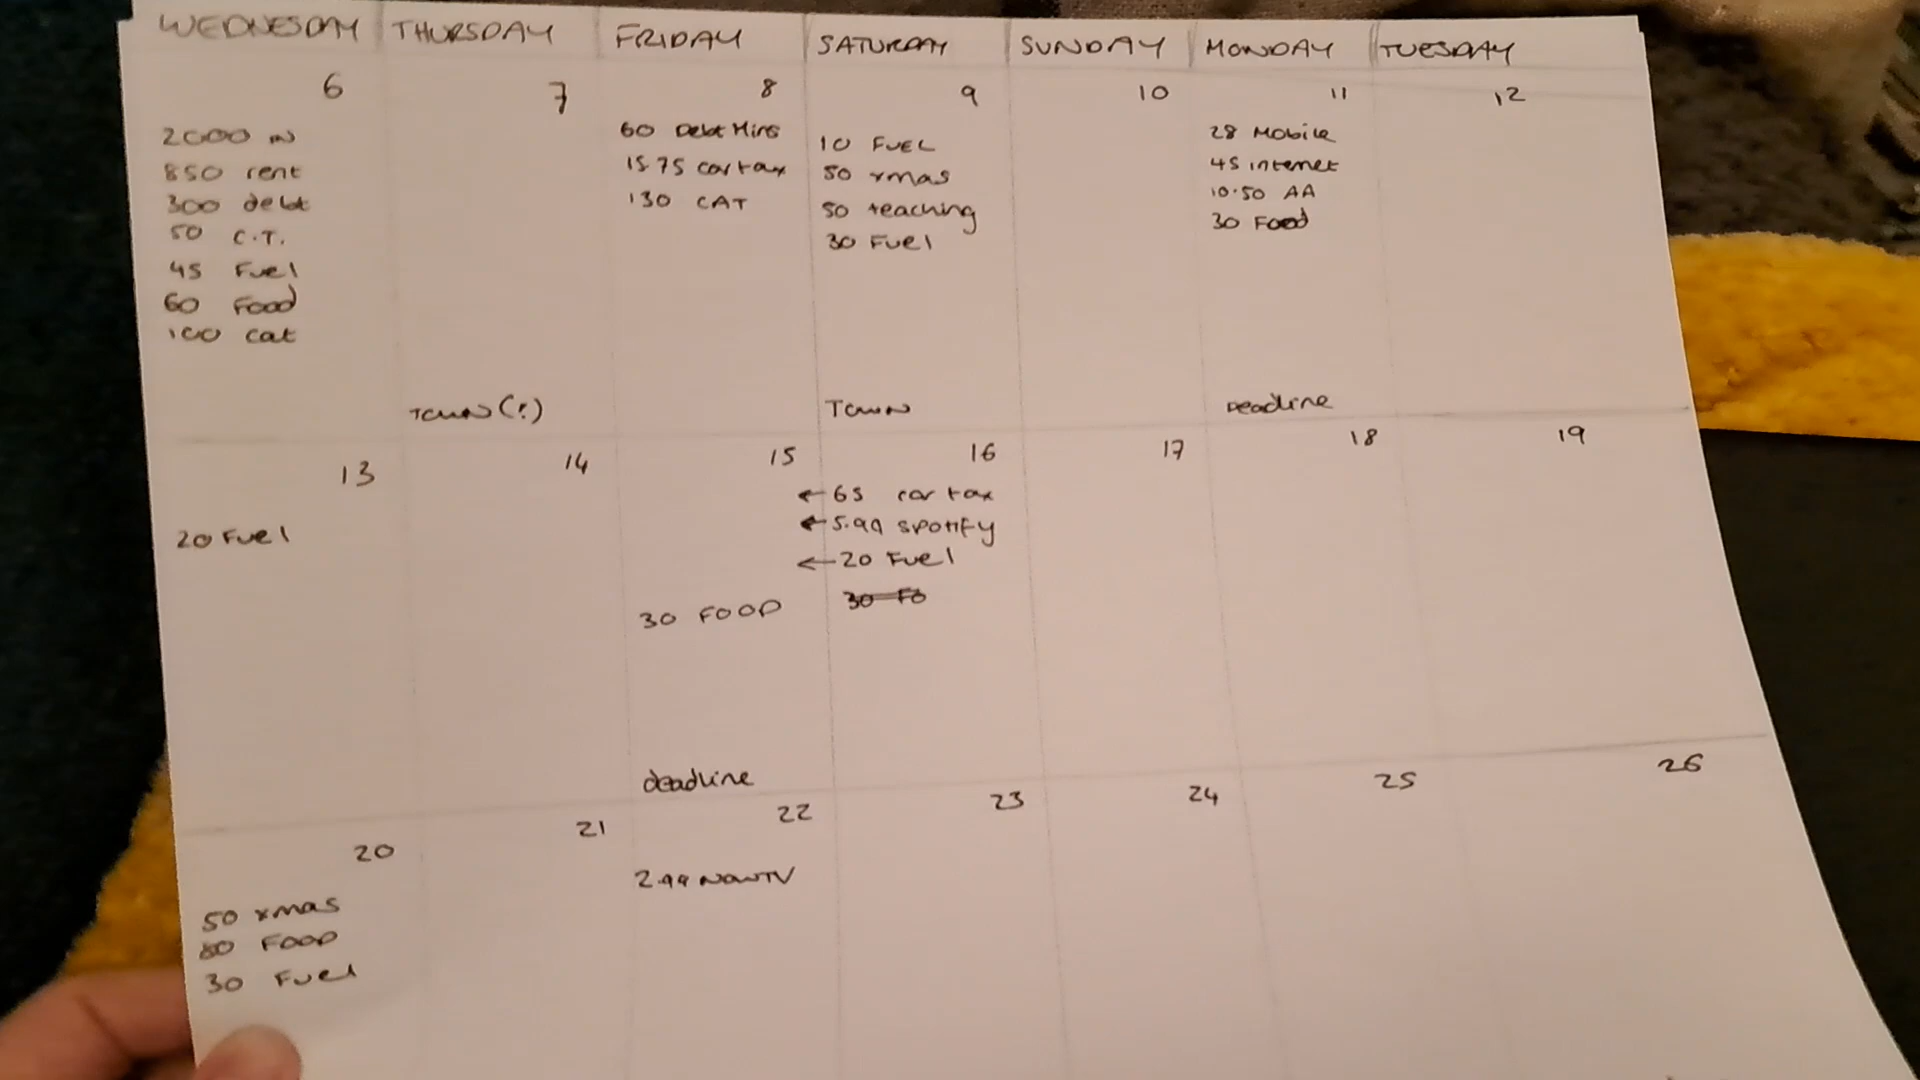 WEDNESDAY THURSDAY FRIDAY SATURDAY SUNDAY MONDAY TUESDAY
6
2000 IN
850 rent
300 debt
50 C.T.
45 Fuel
60 Food
100 cat
7
TOWN (!)
8
60 Debt
15 75 car tax
130 CAT
9
10 FUEL
50 xmas
50 teaching
30 Fuel
TOWN
10
11
28 Mobile
45 internet
10.50 AA
30 Food
Deadline
12
13
20 Fuel
14
15
30 FOOD
deadline
16
←65 car tax
←5.99 spotify
←20 Fuel
30 Fo
17
18
19
20
50 xmas
80 FOOD
30 Fuel
21
22
2.99 NOWTV
23
24
25
26